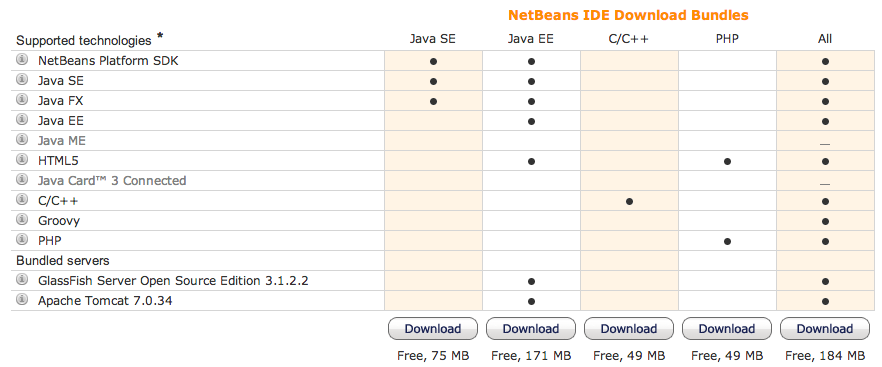 NetBeans IDE Download Bundles
Supported technologies * Java SE Java EE C/C++ PHP All
NetBeans Platform SDK • • •
Java SE • • •
Java FX • • •
Java EE • •
Java ME —
HTML5 • • •
Java Card™ 3 Connected —
C/C++ • •
Groovy •
PHP • •
Bundled servers
GlassFish Server Open Source Edition 3.1.2.2 • •
Apache Tomcat 7.0.34 • •
Download Download Download Download Download
Free, 75 MB Free, 171 MB Free, 49 MB Free, 49 MB Free, 184 MB